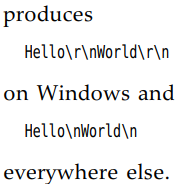 produces
Hello\r\nWorld\r\n
on Windows and
Hello\nWorld\n
everywhere else.